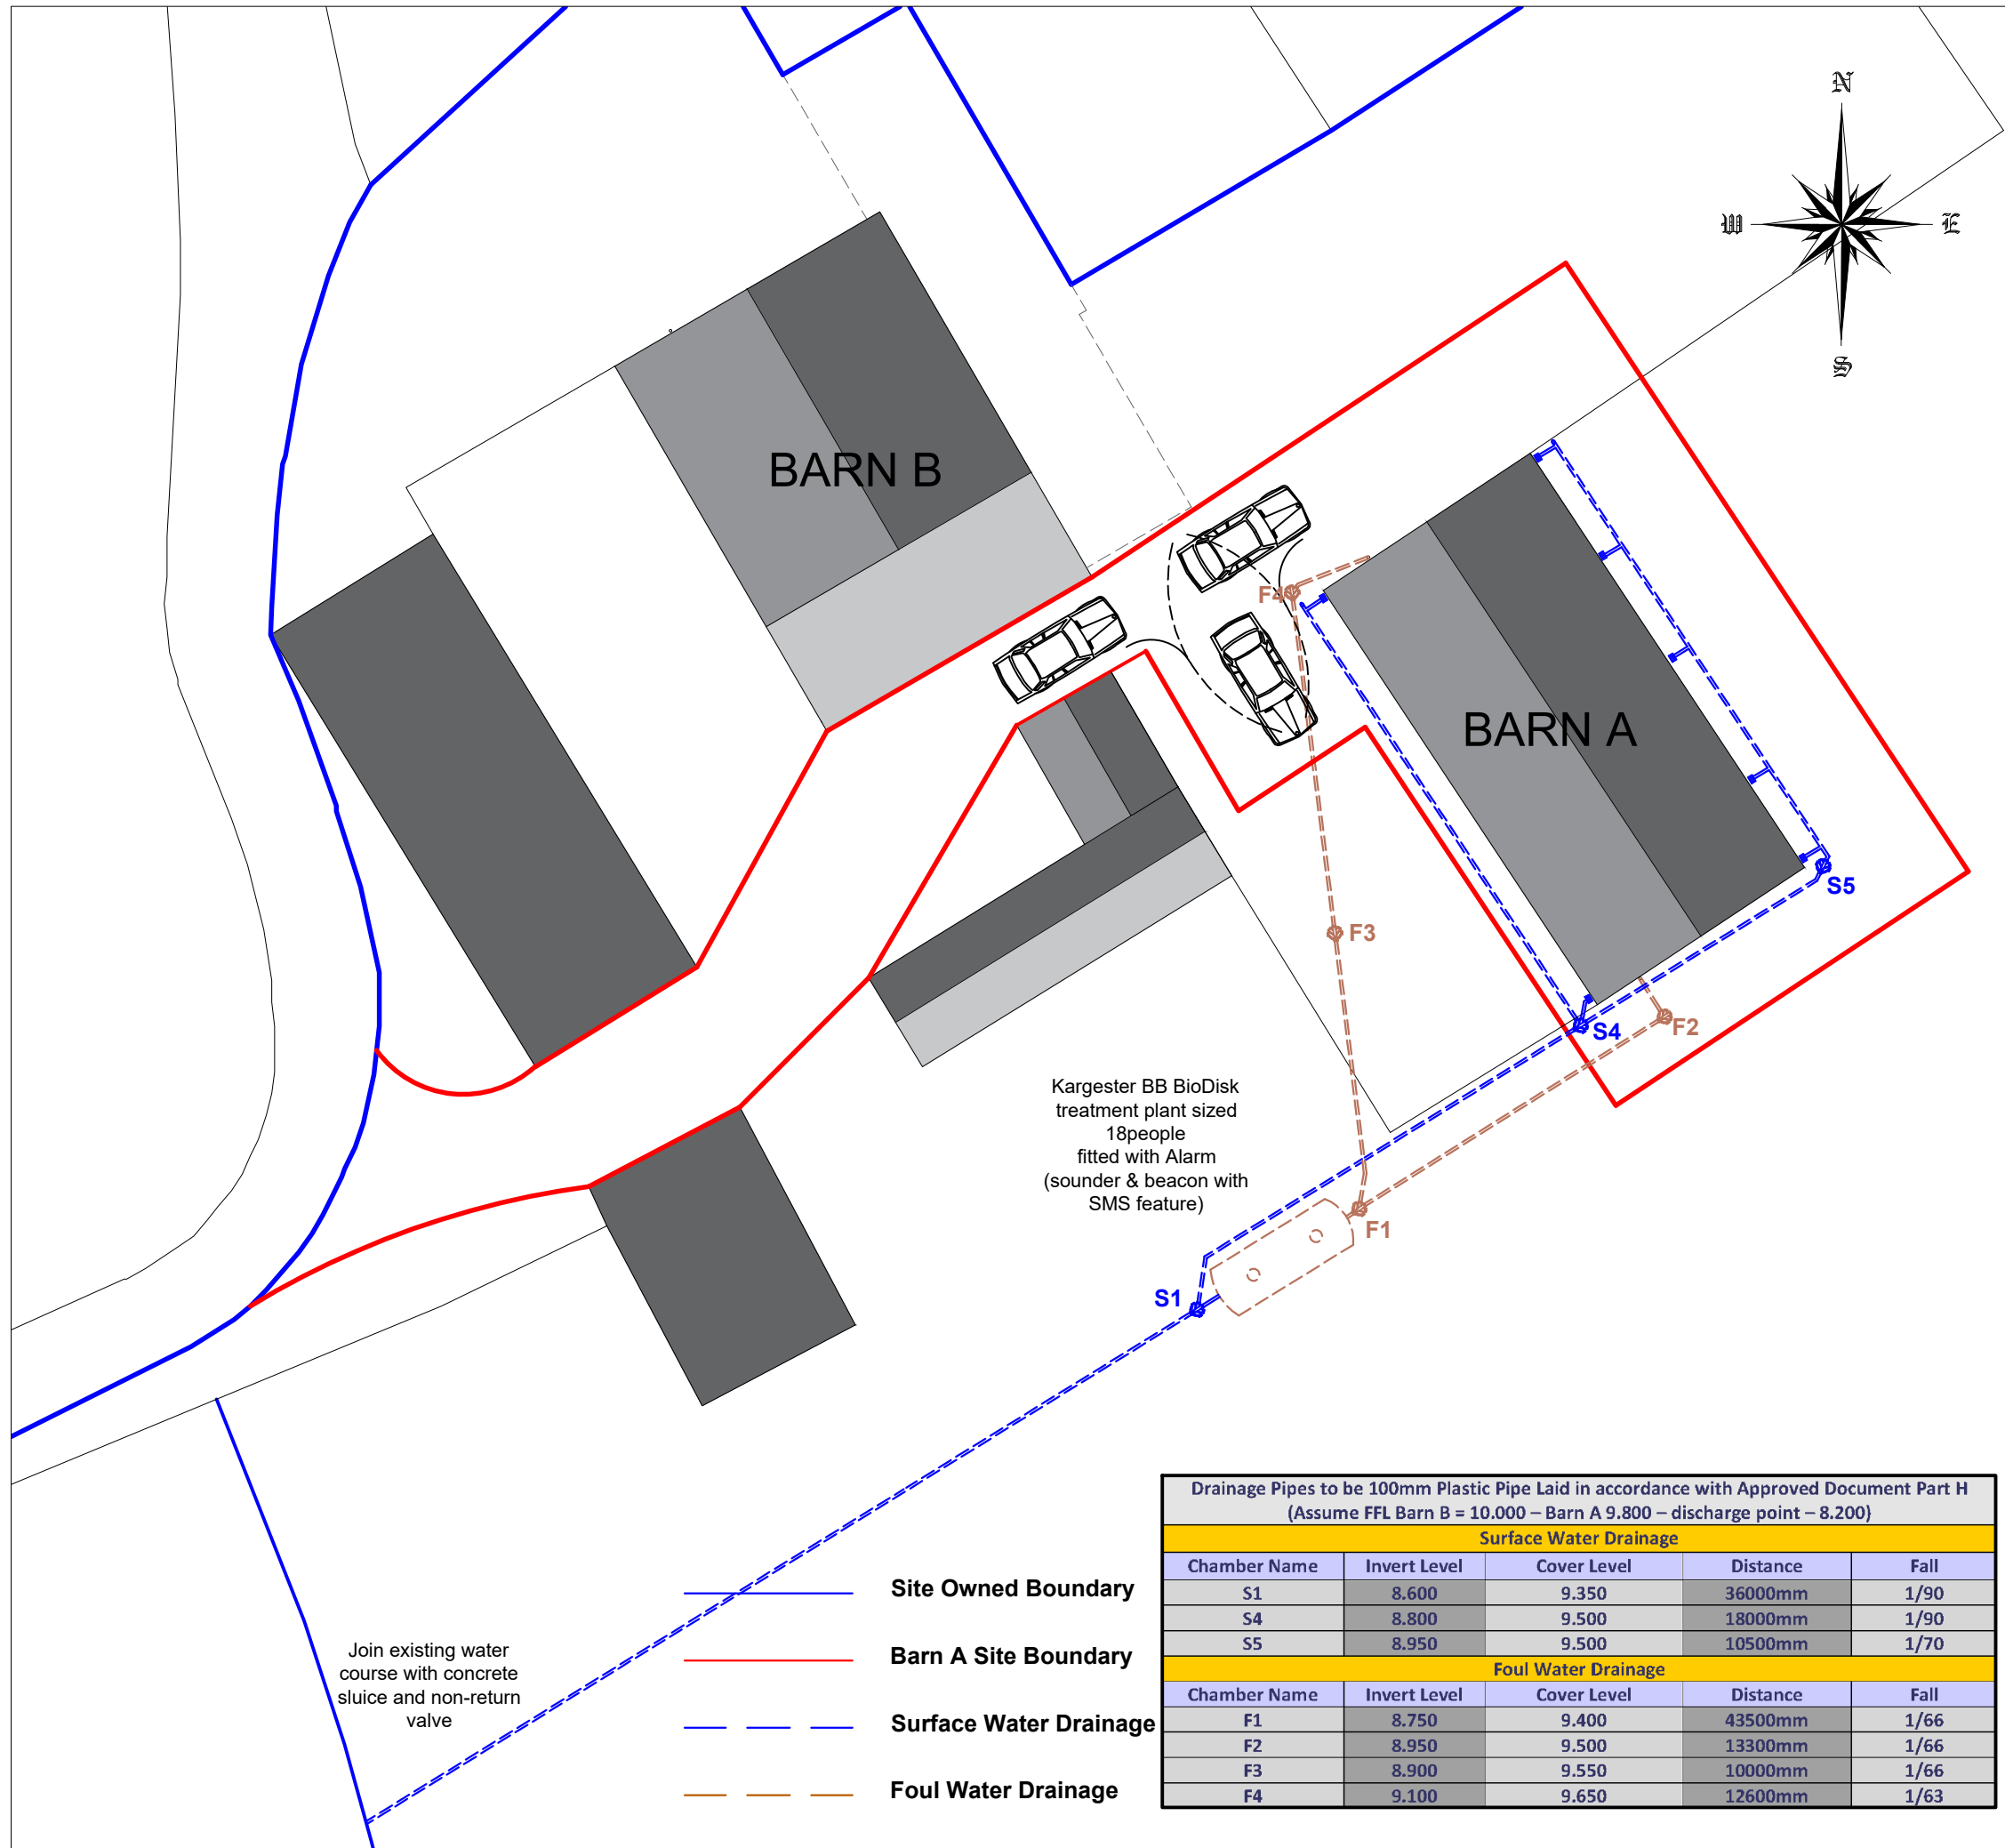 N
W
E
S
BARN B
F4
BARN A
S5
F3
S4
F2
Kargester BB BioDisk
treatment plant sized
18people
fitted with Alarm
(sounder & beacon with
SMS feature)
F1
S1
Join existing water
course with concrete
sluice and non-return
valve
Site Owned Boundary
Barn A Site Boundary
Surface Water Drainage
Foul Water Drainage
Drainage Pipes to be 100mm Plastic Pipe Laid in accordance with Approved Document Part H
(Assume FFL Barn B = 10.000 – Barn A 9.800 – discharge point – 8.200)
Surface Water Drainage
Chamber Name Invert Level Cover Level Distance Fall
S1 8.600 9.350 36000mm 1/90
S4 8.800 9.500 18000mm 1/90
S5 8.950 9.500 10500mm 1/70
Foul Water Drainage
Chamber Name Invert Level Cover Level Distance Fall
F1 8.750 9.400 43500mm 1/66
F2 8.950 9.500 13300mm 1/66
F3 8.900 9.550 10000mm 1/66
F4 9.100 9.650 12600mm 1/63